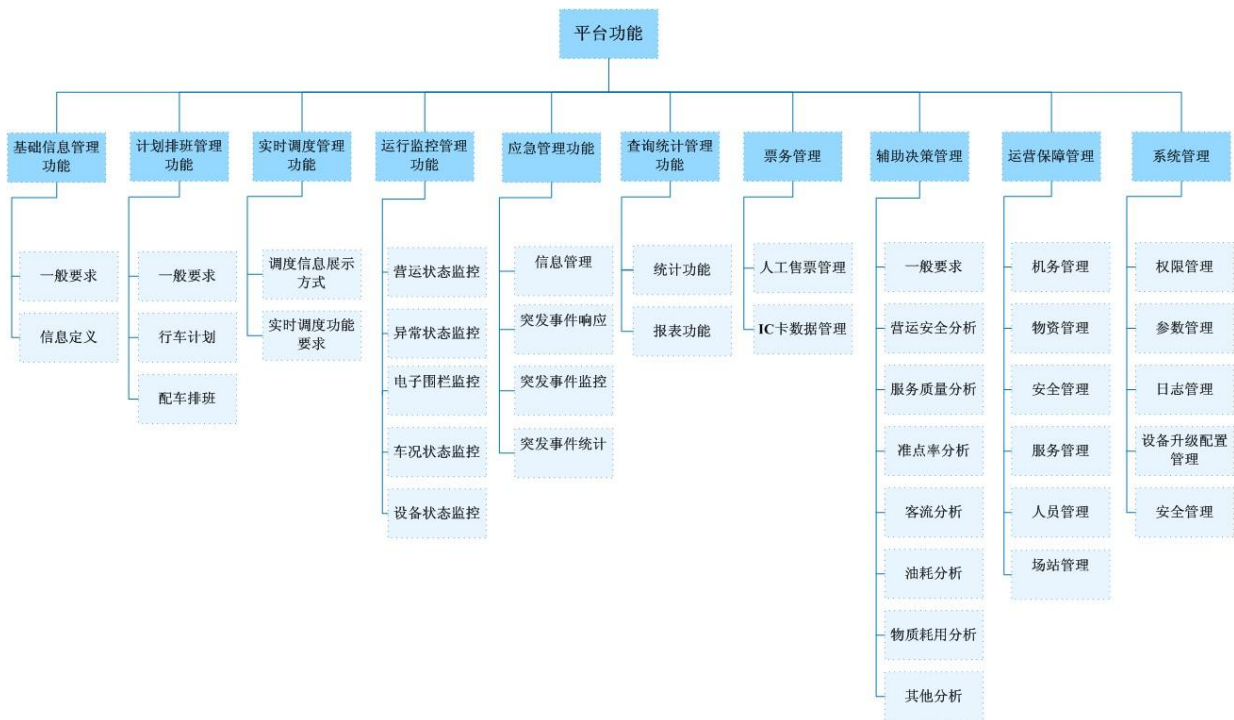 平台功能
基础信息管理
功能
一般要求
信息定义
计划排班管理
功能
一般要求
行车计划
配车排班
实时调度管理
功能
调度信息展示
方式
实时调度功能
要求
运行监控管理
功能
营运状态监控
异常状态监控
电子围栏监控
车况状态监控
设备状态监控
应急管理功能
信息管理
突发事件响应
突发事件监控
突发事件统计
查询统计管理
功能
统计功能
报表功能
票务管理
人工售票管理
IC卡数据管理
辅助决策管理
一般要求
营运安全分析
服务质量分析
准点率分析
客流分析
油耗分析
物质耗用分析
其他分析
运营保障管理
机务管理
物资管理
安全管理
服务管理
人员管理
场站管理
系统管理
权限管理
参数管理
日志管理
设备升级配置
管理
安全管理